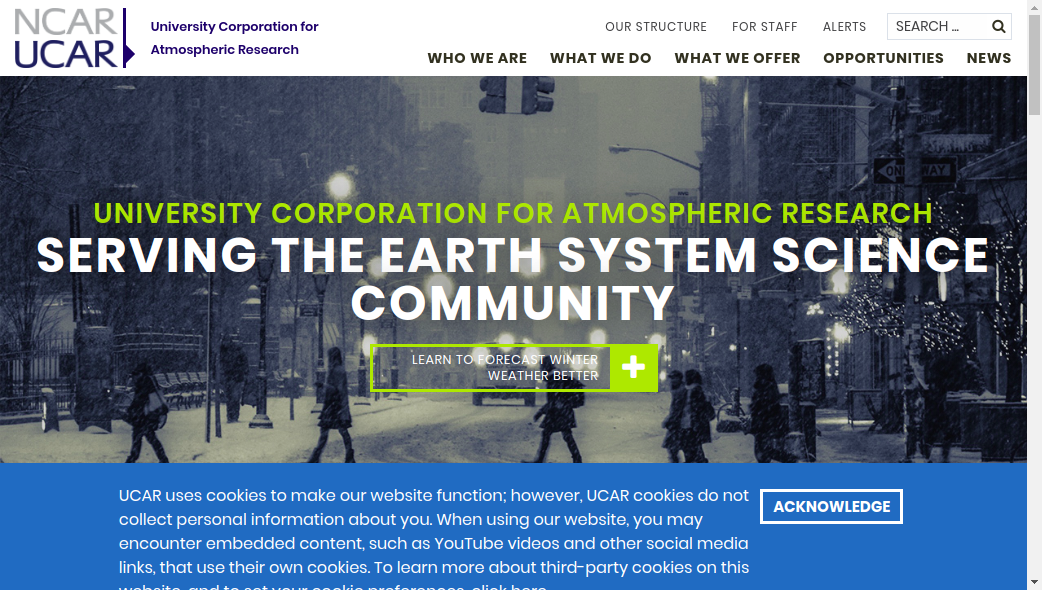 NCAR
UCAR
University Corporation for
Atmospheric Research
OUR STRUCTURE
FOR STAFF
ALERTS
SEARCH ...
WHO WE ARE
WHAT WE DO
WHAT WE OFFER
OPPORTUNITIES
NEWS
SPRING
ONE WAY
UNIVERSITY CORPORATION FOR ATMOSPHERIC RESEARCH
SERVING THE EARTH SYSTEM SCIENCE
COMMUNITY
LEARN TO FORECAST WINTER
WEATHER BETTER
UCAR uses cookies to make our website function; however, UCAR cookies do not
collect personal information about you. When using our website, you may
encounter embedded content, such as YouTube videos and other social media
links, that use their own cookies. To learn more about third-party cookies on this
website, and to set your cookie preferences, click here.
ACKNOWLEDGE